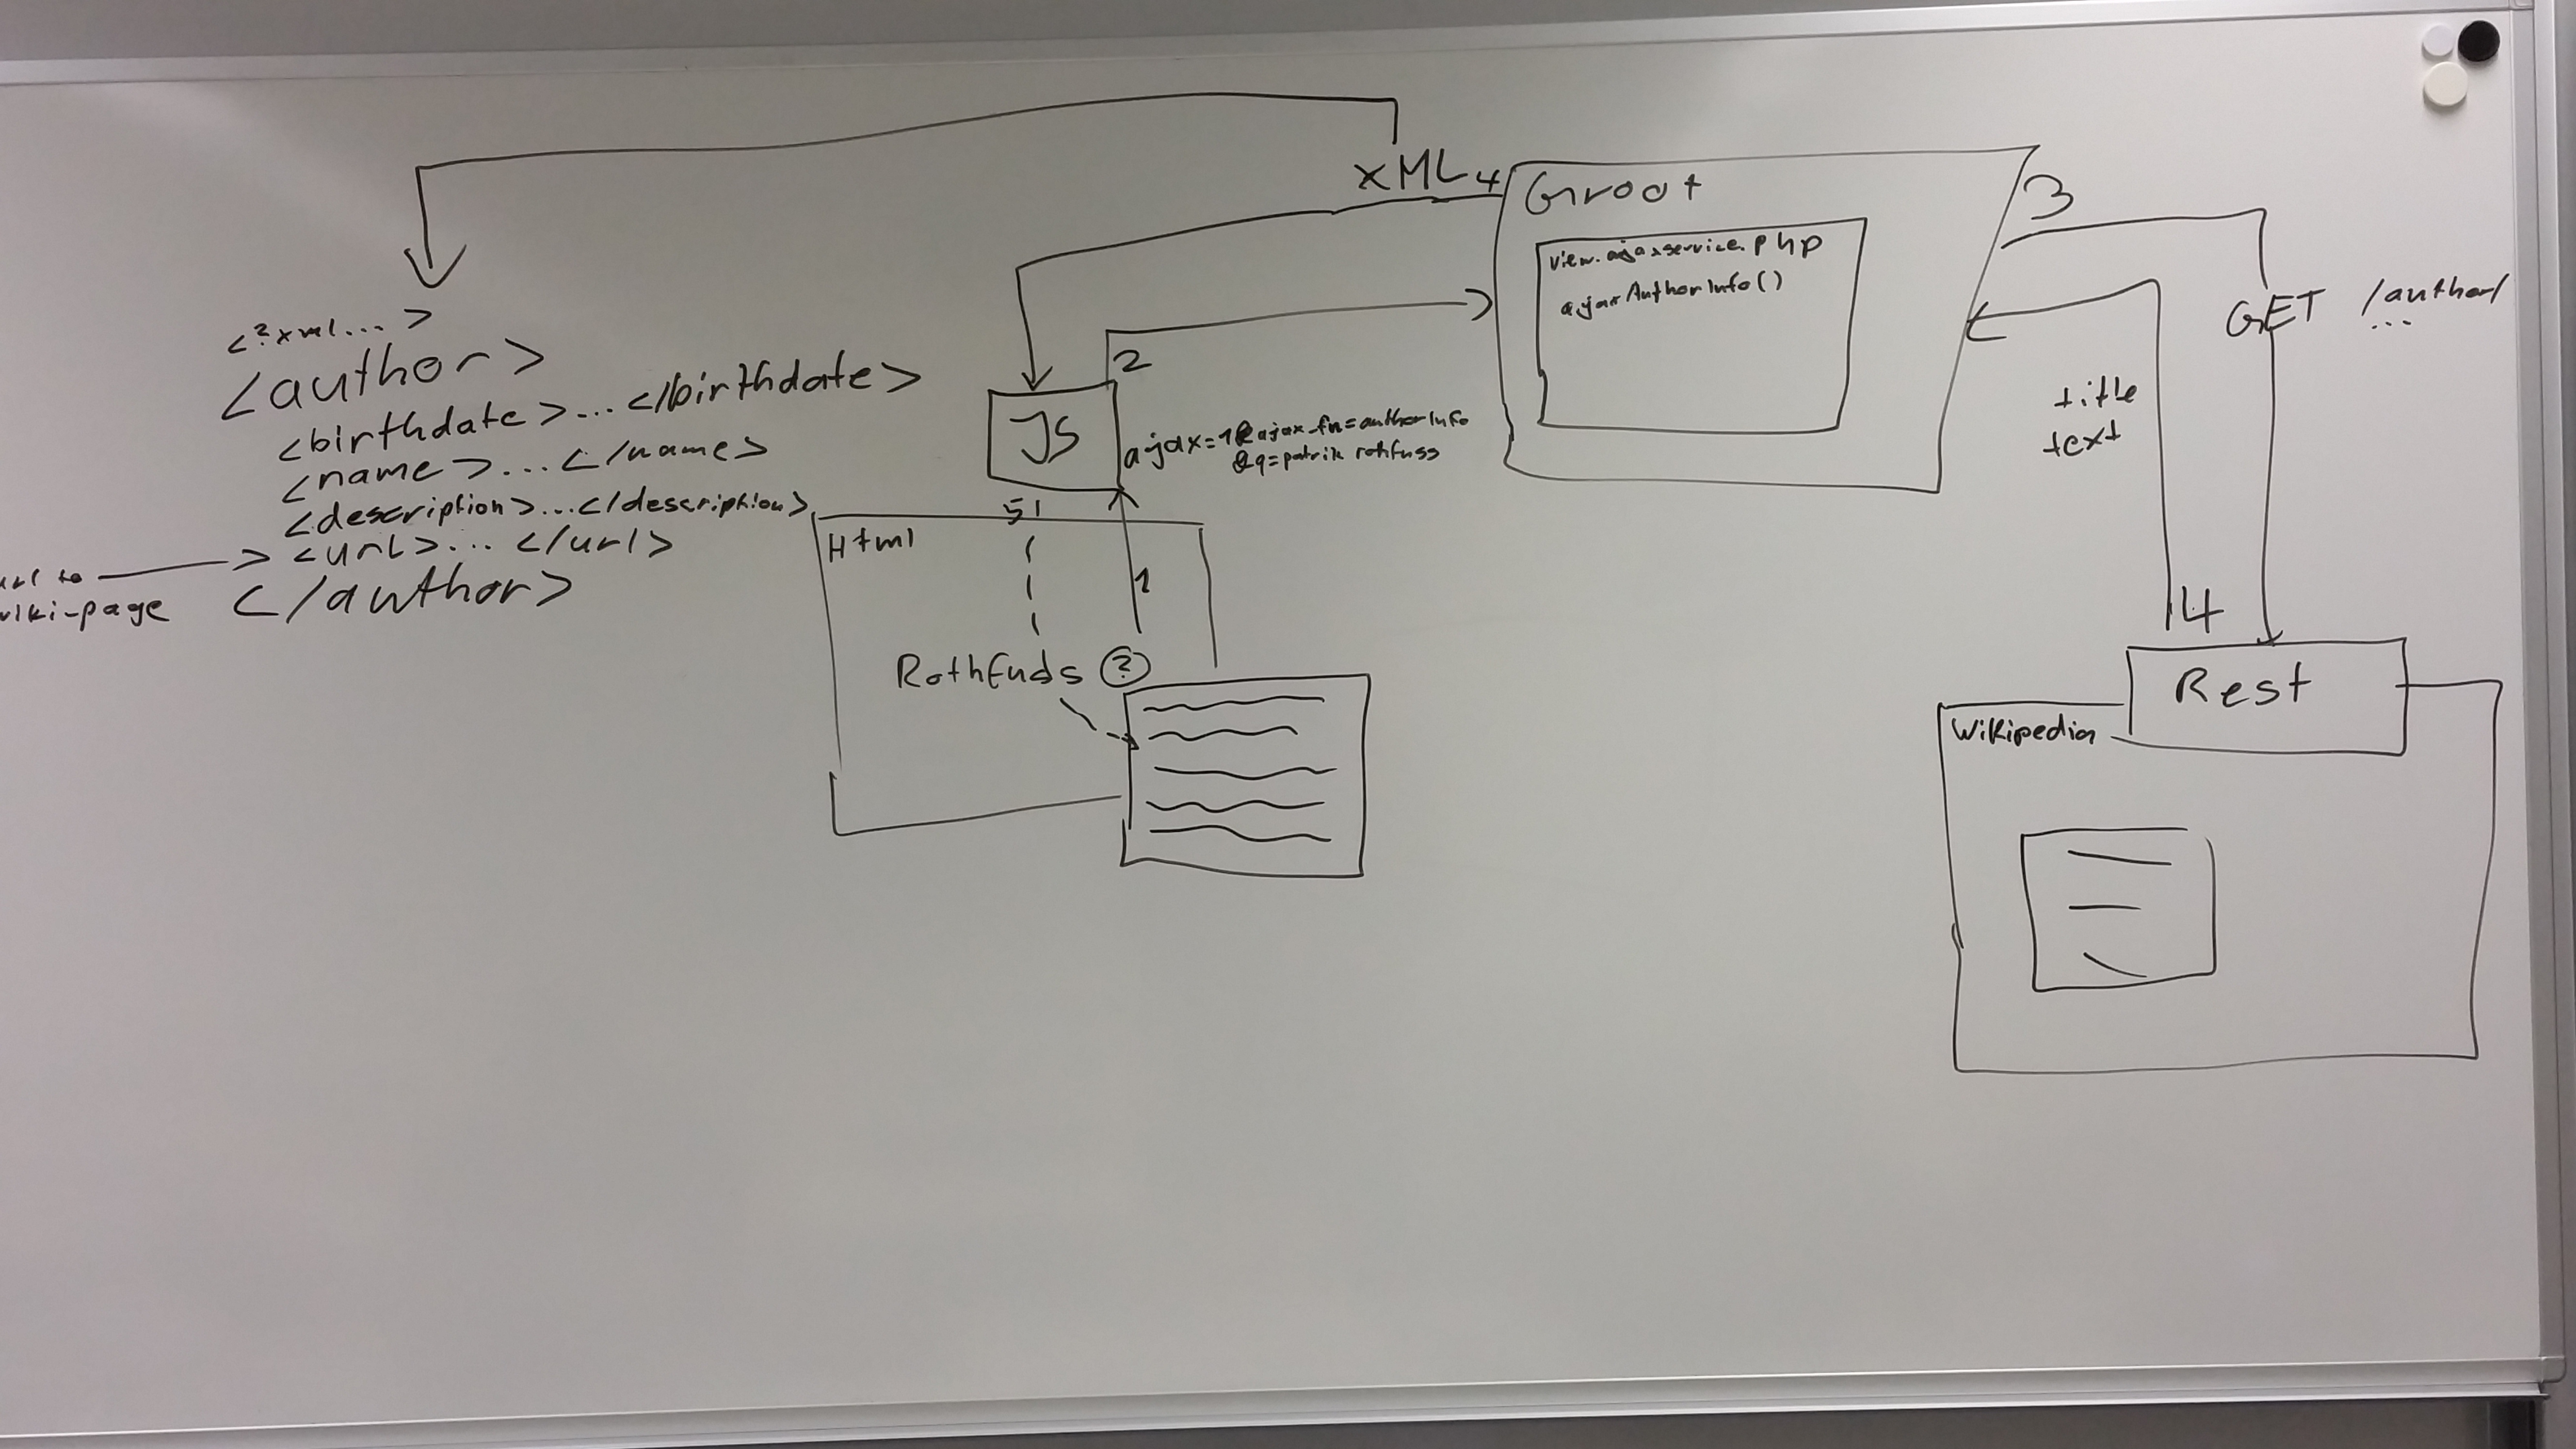 XML 4
Groot
view.ajaxservice.php
ajaxAuthorInfo()
3
GET /author/
...
title
text
4
Rest
Wikipedia
<?xml...>
<author>
<birthdate>...</birthdate>
<name>...</name>
<description>...</description>
<url>...</url>
</author>
url to
wiki-page
2
JS
ajax=1&ajax_fn=authorInfo
&q=patrik rothfuss
5
Html
1
Rothfuds ?